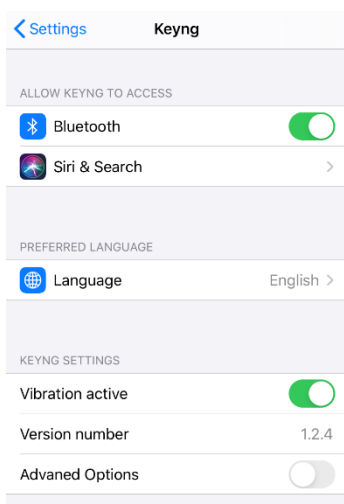 Settings Keyng
ALLOW KEYNG TO ACCESS
Bluetooth
Siri & Search
PREFERRED LANGUAGE
Language English
KEYNG SETTINGS
Vibration active
Version number 1.2.4
Advaned Options